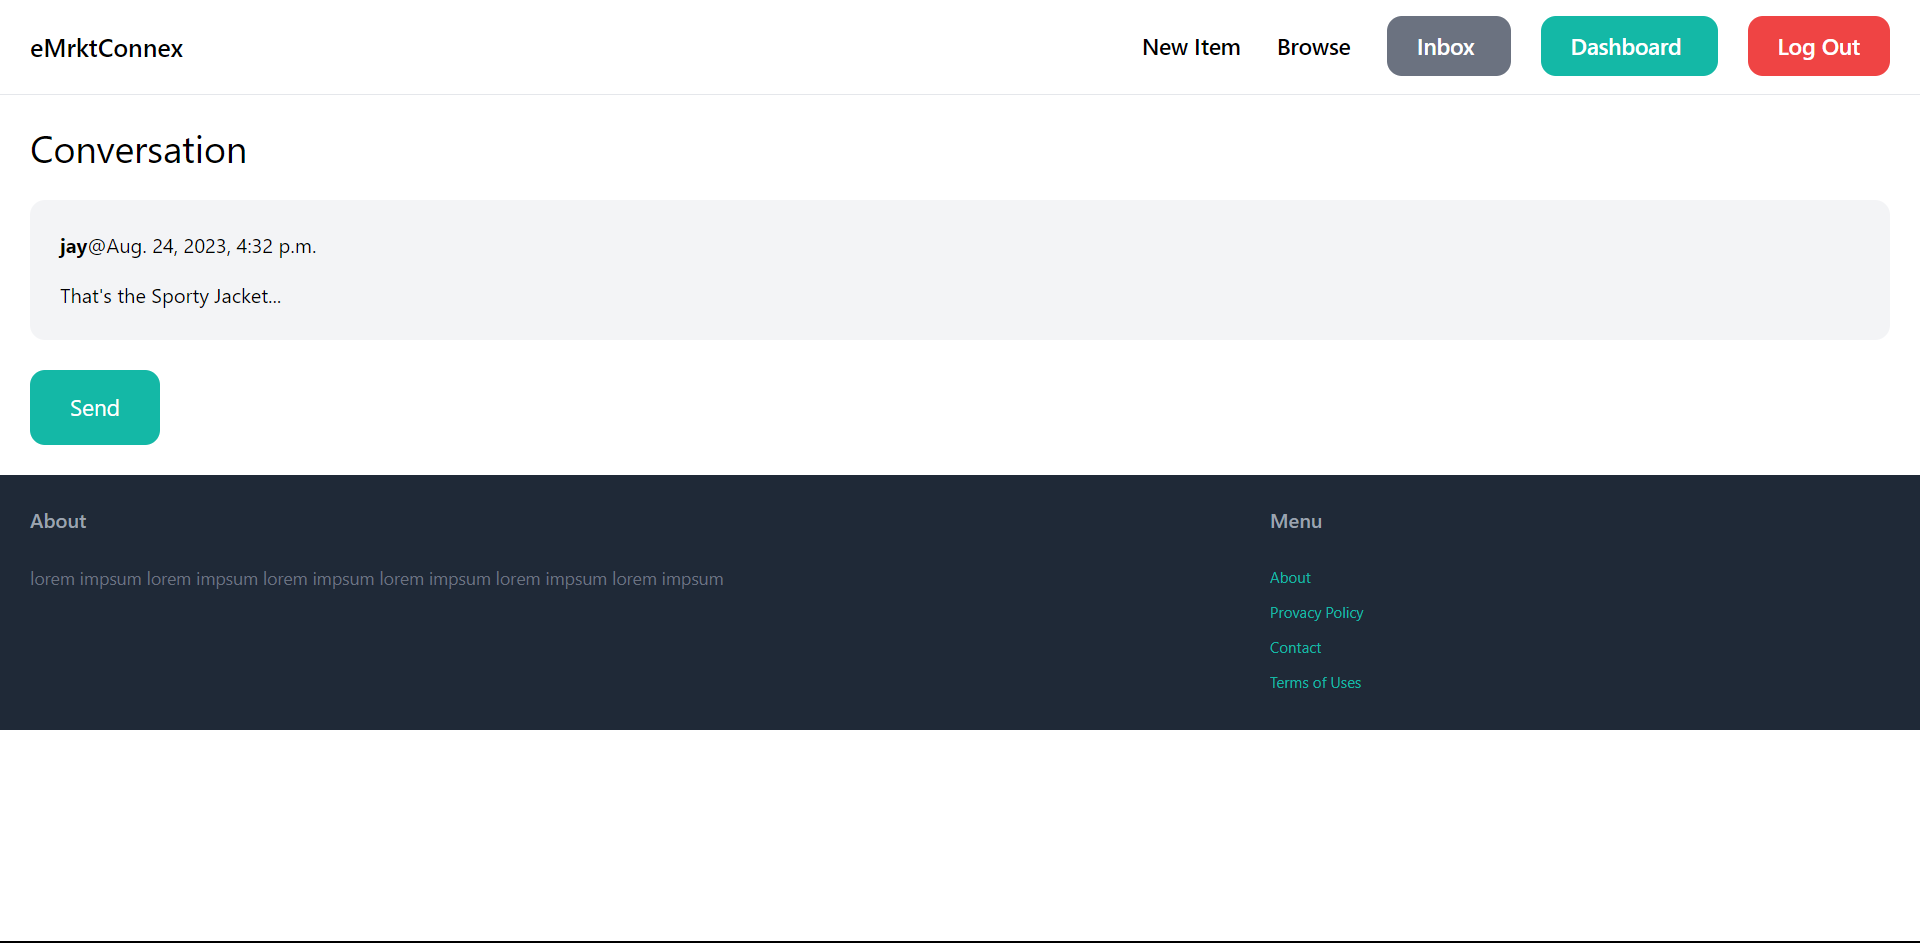 eMrktConnex
New Item Browse Inbox Dashboard Log Out
Conversation
jay@Aug. 24, 2023, 4:32 p.m.
That's the Sporty Jacket...
Send
About
lorem impsum lorem impsum lorem impsum lorem impsum lorem impsum lorem impsum
Menu
About
Provacy Policy
Contact
Terms of Uses